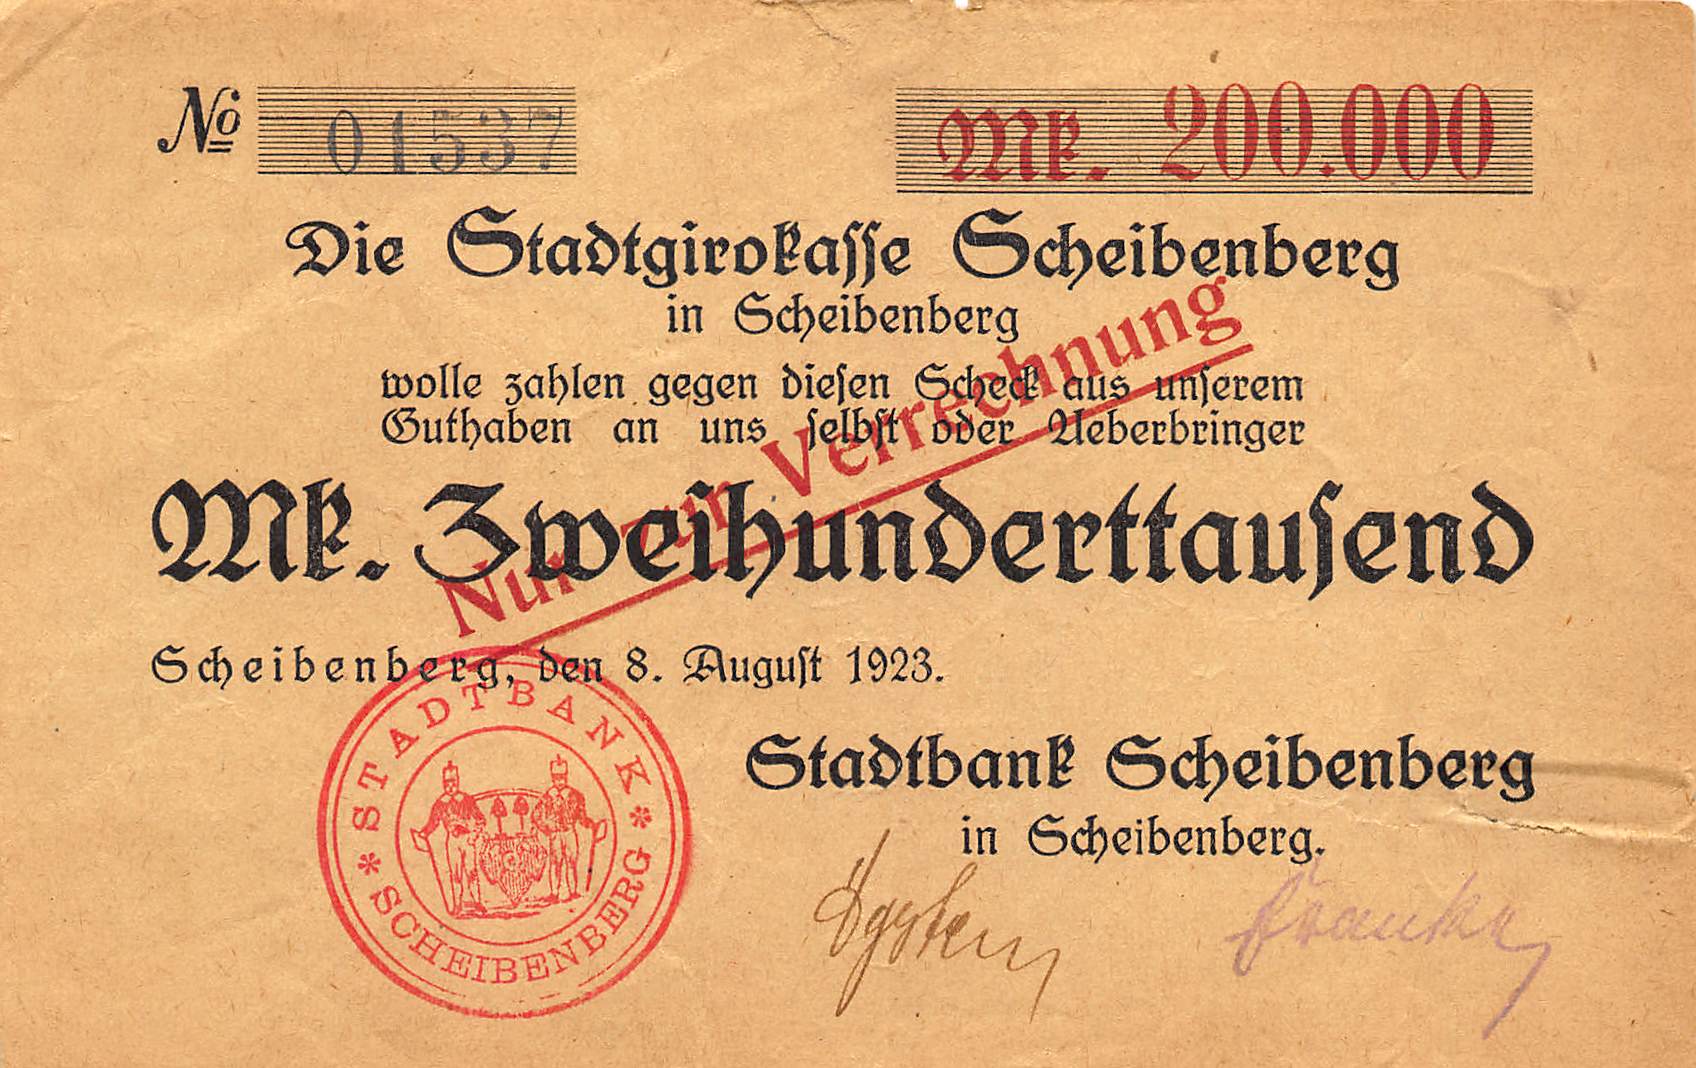 No 01537
Mk. 200.000
Die Stadtgirokasse Scheibenberg
in Scheibenberg
wolle zahlen gegen diesen Scheck aus unserem
Guthaben an uns selbst oder Ueberbringer
Mk. Zweihunderttausend
Nur zur Verrechnung
Scheibenberg, den 8. August 1923.
STADTBANK
* SCHEIBENBERG *
Stadtbank Scheibenberg
in Scheibenberg.